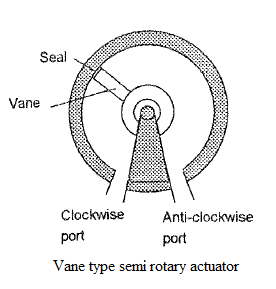 Seal
Vane
Clockwise port
Anti-clockwise port
Vane type semi rotary actuator